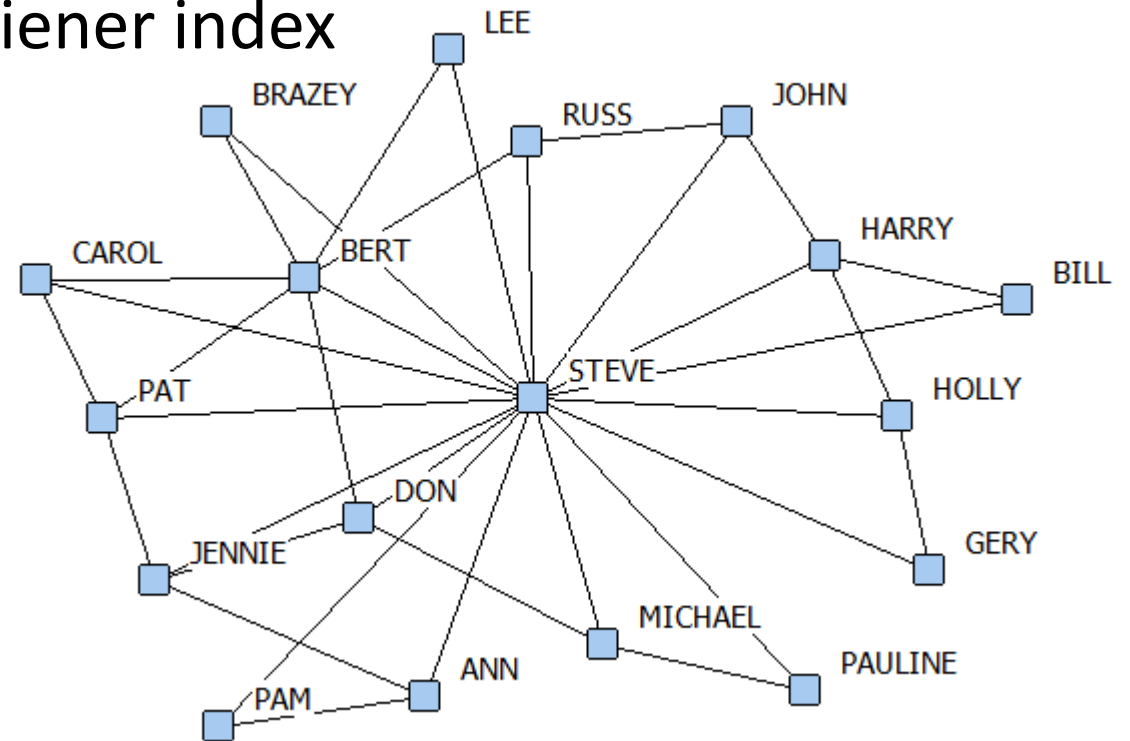 iener index
LEE
BRAZEY
JOHN
RUSS
HARRY
CAROL
BERT
BILL
STEVE
PAT
HOLLY
DON
JENNIE
GERY
MICHAEL
ANN
PAULINE
PAM